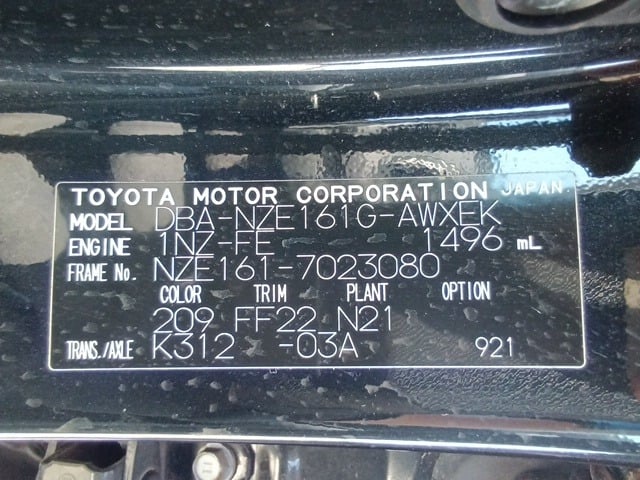 TOYOTA MOTOR CORPORATION JAPAN
MODEL DBA-NZE161G-AWXEK
ENGINE 1NZ-FE 1496 mL
FRAME No. NZE161-7023080
COLOR TRIM PLANT OPTION
209 FF22 N21
TRANS./AXLE K312 -03A 921